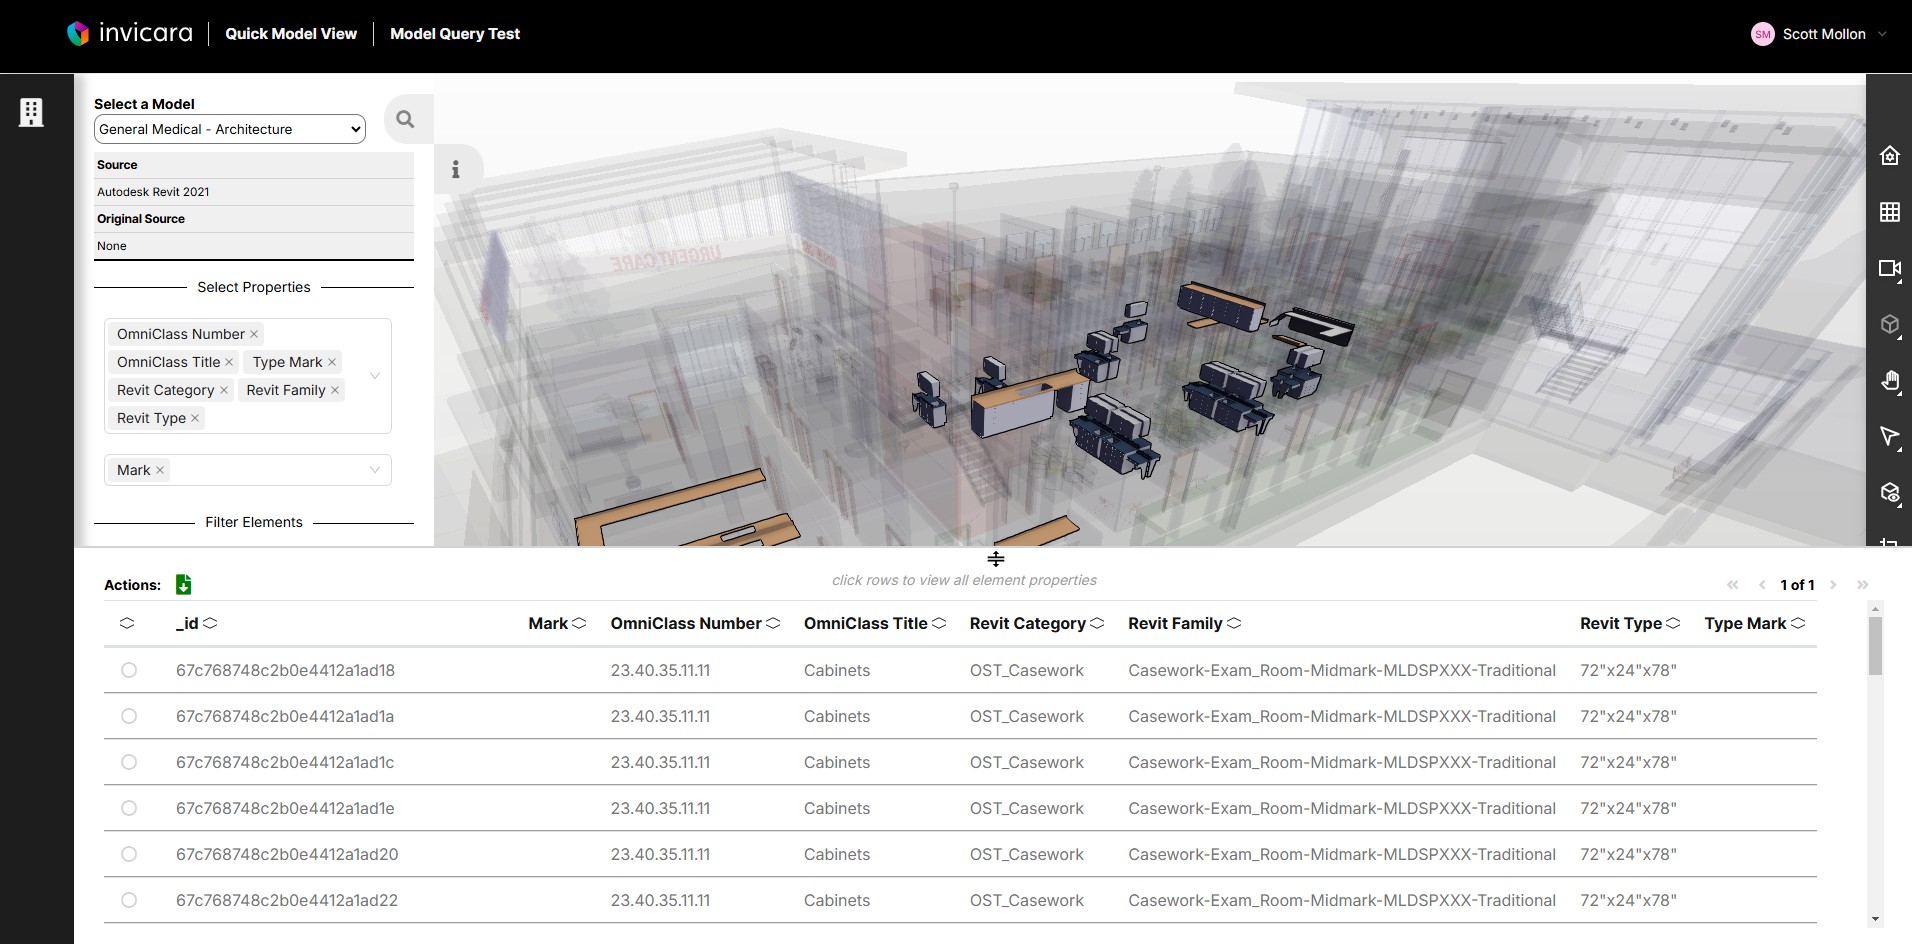 invicara
Quick Model View
Model Query Test
SM
Scott Mollon
Select a Model
General Medical - Architecture
Source
Autodesk Revit 2021
Original Source
None
Select Properties
OmniClass Number ×
OmniClass Title × Type Mark ×
Revit Category × Revit Family ×
Revit Type ×
Mark ×
Filter Elements
URGENT CARE
Actions:
click rows to view all element properties
1 of 1
_id Mark OmniClass Number OmniClass Title Revit Category Revit Family Revit Type Type Mark
67c768748c2b0e4412a1ad18 23.40.35.11.11 Cabinets OST_Casework Casework-Exam_Room-Midmark-MLDSPXXX-Traditional 72"x24"x78"
67c768748c2b0e4412a1ad1a 23.40.35.11.11 Cabinets OST_Casework Casework-Exam_Room-Midmark-MLDSPXXX-Traditional 72"x24"x78"
67c768748c2b0e4412a1ad1c 23.40.35.11.11 Cabinets OST_Casework Casework-Exam_Room-Midmark-MLDSPXXX-Traditional 72"x24"x78"
67c768748c2b0e4412a1ad1e 23.40.35.11.11 Cabinets OST_Casework Casework-Exam_Room-Midmark-MLDSPXXX-Traditional 72"x24"x78"
67c768748c2b0e4412a1ad20 23.40.35.11.11 Cabinets OST_Casework Casework-Exam_Room-Midmark-MLDSPXXX-Traditional 72"x24"x78"
67c768748c2b0e4412a1ad22 23.40.35.11.11 Cabinets OST_Casework Casework-Exam_Room-Midmark-MLDSPXXX-Traditional 72"x24"x78"